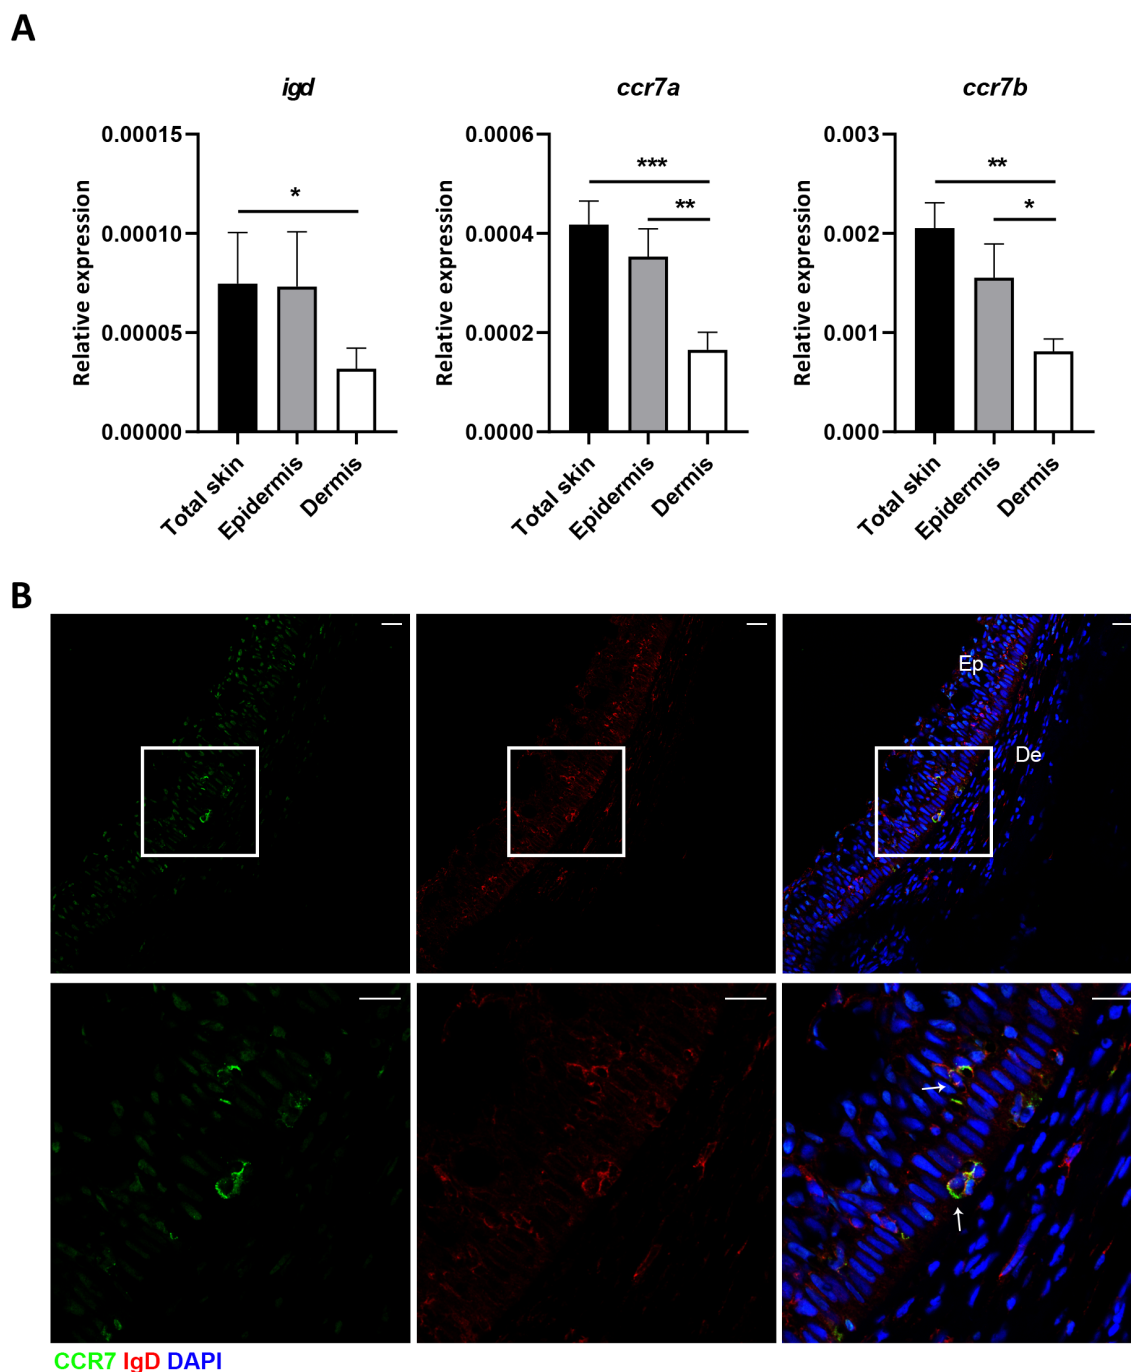 A
igd
ccr7a
ccr7b
Relative expression
0.00015
0.00010
0.00005
0.00000
*
Total skin
Epidermis
Dermis
Relative expression
0.0006
0.0004
0.0002
0.0000
***
**
Total skin
Epidermis
Dermis
Relative expression
0.003
0.002
0.001
0.000
**
*
Total skin
Epidermis
Dermis
B
Ep
De
CCR7 IgD DAPI